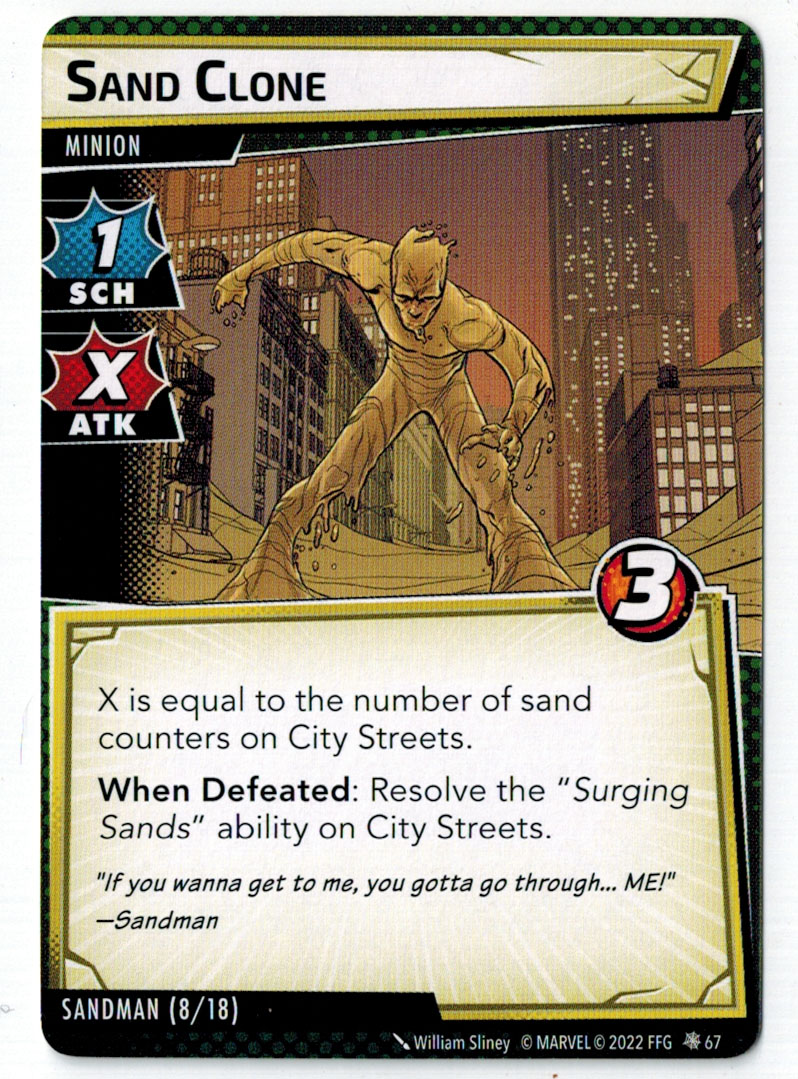 SAND CLONE
MINION
1
SCH
X
ATK
3
X is equal to the number of sand
counters on City Streets.
When Defeated: Resolve the “Surging
Sands” ability on City Streets.
"If you wanna get to me, you gotta go through... ME!"
—Sandman
SANDMAN (8/18)
William Sliney © MARVEL © 2022 FFG 67